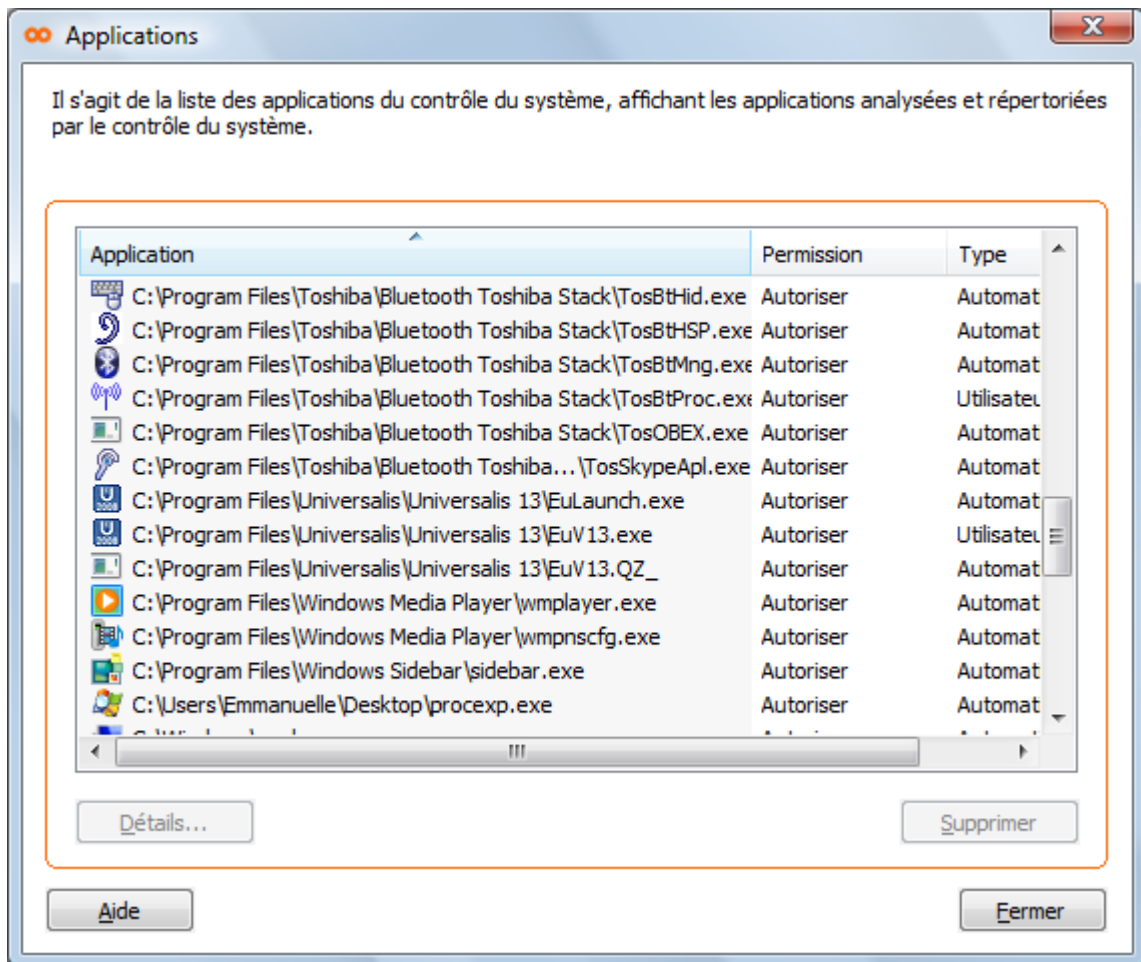 Applications
Il s'agit de la liste des applications du contrôle du système, affichant les applications analysées et répertoriées
par le contrôle du système.
Application Permission Type
C:\Program Files\Toshiba\Bluetooth Toshiba Stack\TosBtHid.exe Autoriser Automat
C:\Program Files\Toshiba\Bluetooth Toshiba Stack\TosBtHSP.exe Autoriser Automat
C:\Program Files\Toshiba\Bluetooth Toshiba Stack\TosBtMng.exe Autoriser Automat
C:\Program Files\Toshiba\Bluetooth Toshiba Stack\TosBtProc.exe Autoriser Utilisateu
C:\Program Files\Toshiba\Bluetooth Toshiba Stack\TosOBEX.exe Autoriser Automat
C:\Program Files\Toshiba\Bluetooth Toshiba...\TosSkypeApl.exe Autoriser Automat
C:\Program Files\Universalis\Universalis 13\EuLaunch.exe Autoriser Automat
C:\Program Files\Universalis\Universalis 13\EuV13.exe Autoriser Utilisateu
C:\Program Files\Universalis\Universalis 13\EuV13.QZ_ Autoriser Automat
C:\Program Files\Windows Media Player\wmplayer.exe Autoriser Automat
C:\Program Files\Windows Media Player\wmpnscfg.exe Autoriser Automat
C:\Program Files\Windows Sidebar\sidebar.exe Autoriser Automat
C:\Users\Emmanuelle\Desktop\procexp.exe Autoriser Automat
Détails... Supprimer
Aide Fermer